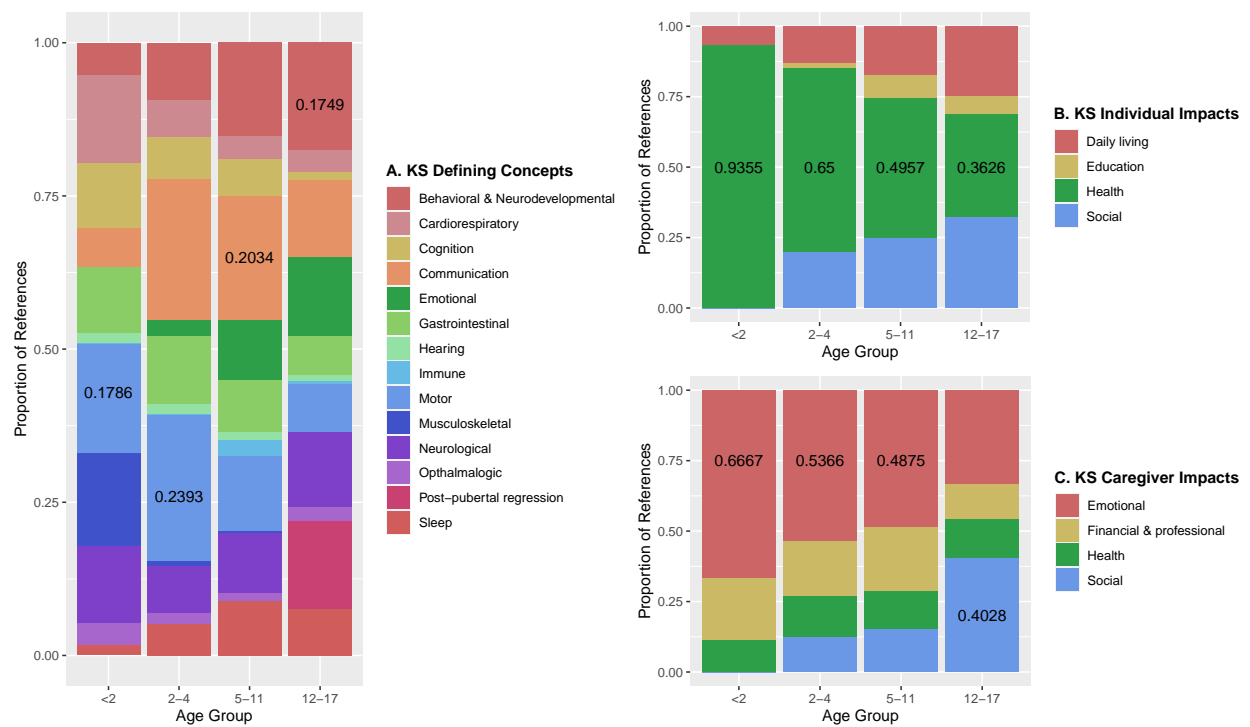 Proportion of References
1.00
0.75
0.50
0.25
0.00
0.1786
0.2393
0.2034
0.1749
<2
2−4
5−11
12−17
Age Group
A. KS Defining Concepts
Behavioral & Neurodevelopmental
Cardiorespiratory
Cognition
Communication
Emotional
Gastrointestinal
Hearing
Immune
Motor
Musculoskeletal
Neurological
Opthalmologic
Post−pubertal regression
Sleep
Proportion of References
1.00
0.75
0.50
0.25
0.00
0.9355
0.65
0.4957
0.3626
<2
2−4
5−11
12−17
Age Group
B. KS Individual Impacts
Daily living
Education
Health
Social
Proportion of References
1.00
0.75
0.50
0.25
0.00
0.6667
0.5366
0.4875
0.4028
<2
2−4
5−11
12−17
Age Group
C. KS Caregiver Impacts
Emotional
Financial & professional
Health
Social